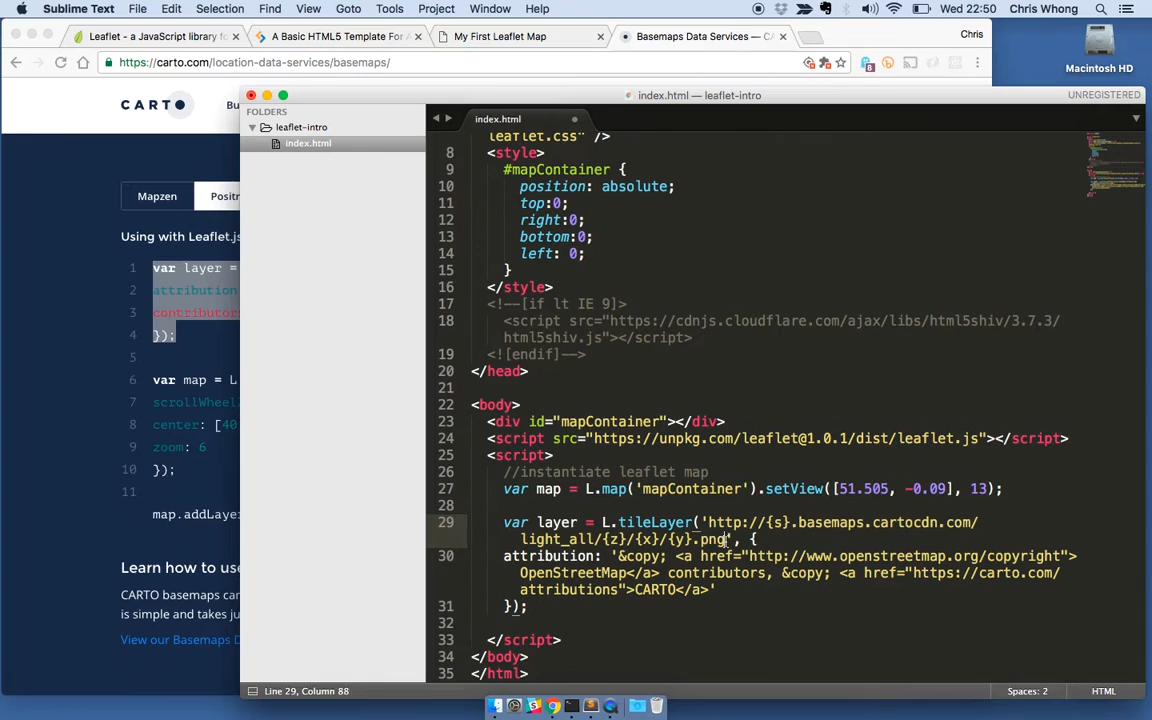 Sublime Text File Edit Selection Find View Goto Tools Project Window Help 8 Wed 22:50 Chris Whong
Leaflet - a JavaScript library f × A Basic HTML5 Template For A × My First Leaflet Map × Basemaps Data Services — CA × Chris
https://carto.com/location-data-services/basemaps/
Macintosh HD
index.html — leaflet-intro UNREGISTERED
CARTO Bu
FOLDERS
leaflet-intro
index.html
index.html
Mapzen Positr
Using with Leaflet.js
1 var layer =
2 attribution
3 contributors
4 });
5
6 var map = L
7 scrollWheelZ
8 center: [40
9 zoom: 6
10 });
11
map.addLayer
CARTO basemaps can
is simple and takes ju
View our Basemaps D
leaflet.css" />
8 <style>
9 #mapContainer {
10 position: absolute;
11 top:0;
12 right:0;
13 bottom:0;
14 left: 0;
15 }
16 </style>
17 <!--[if lt IE 9]>
18 <script src="https://cdnjs.cloudflare.com/ajax/libs/html5shiv/3.7.3/
html5shiv.js"></script>
19 <![endif]-->
20 </head>
21
22 <body>
23 <div id="mapContainer"></div>
24 <script src="https://unpkg.com/leaflet@1.0.1/dist/leaflet.js"></script>
25 <script>
26 //instantiate leaflet map
27 var map = L.map('mapContainer').setView([51.505, -0.09], 13);
28
29 var layer = L.tileLayer('http://{s}.basemaps.cartocdn.com/
light_all/{z}/{x}/{y}.png', {
30 attribution: '&copy; <a href="http://www.openstreetmap.org/copyright">
OpenStreetMap</a> contributors, &copy; <a href="https://carto.com/
attributions">CARTO</a>'
31 });
32
33 </script>
34 </body>
35 </html>
Line 29, Column 88 Spaces: 2 HTML